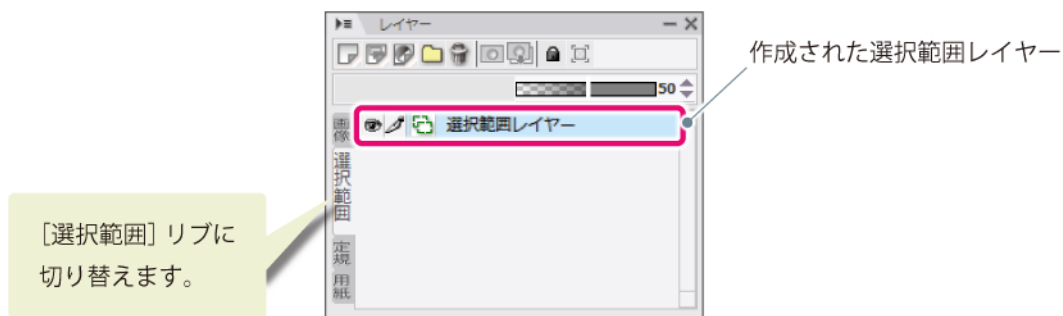 レイヤー
作成された選択範囲レイヤー
50
画像
選択範囲レイヤー
選択範囲
[選択範囲] リブに
切り替えます。
定規
用紙